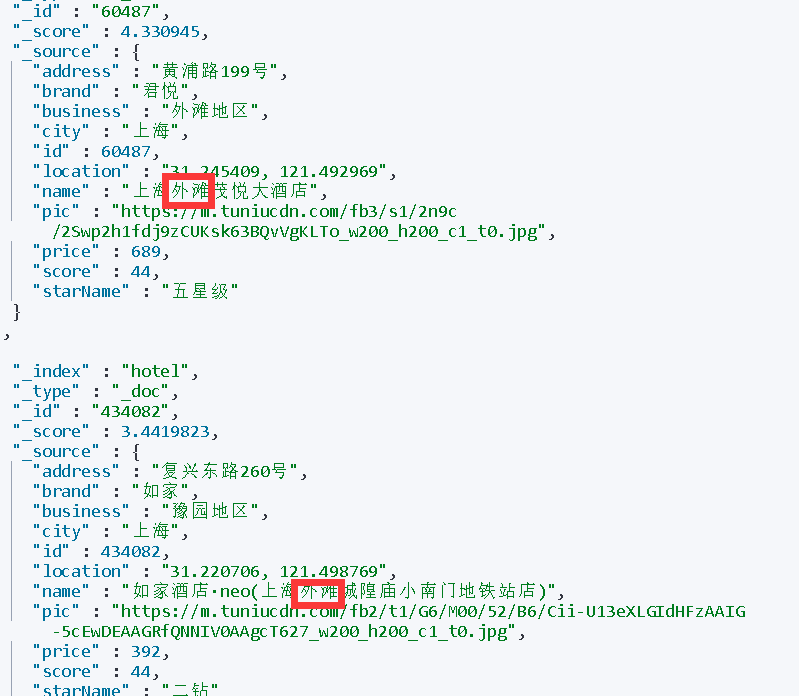 "_id" : "60487",
"_score" : 4.330945,
"_source" : {
"address" : "黄浦路199号",
"brand" : "君悦",
"business" : "外滩地区",
"city" : "上海",
"id" : 60487,
"location" : "31.245409, 121.492969",
"name" : "上海外滩茂悦大酒店",
"pic" : "https://m.tuniucdn.com/fb3/s1/2n9c
/2Swp2h1fdj9zCUKsk63BQvVgKLTo_w200_h200_c1_t0.jpg",
"price" : 689,
"score" : 44,
"starName" : "五星级"
}
,
"_index" : "hotel",
"_type" : "_doc",
"_id" : "434082",
"_score" : 3.4419823,
"_source" : {
"address" : "复兴东路260号",
"brand" : "如家",
"business" : "豫园地区",
"city" : "上海",
"id" : 434082,
"location" : "31.220706, 121.498769",
"name" : "如家酒店·neo(上海外滩城隍庙小南门地铁站店)",
"pic" : "https://m.tuniucdn.com/fb2/t1/G6/M00/52/B6/Cii-U13eXLGIdHFzAAIG
-5cEwDEAAGRfQNNIV0AAgcT627_w200_h200_c1_t0.jpg",
"price" : 392,
"score" : 44,
"starName" : "二钻"